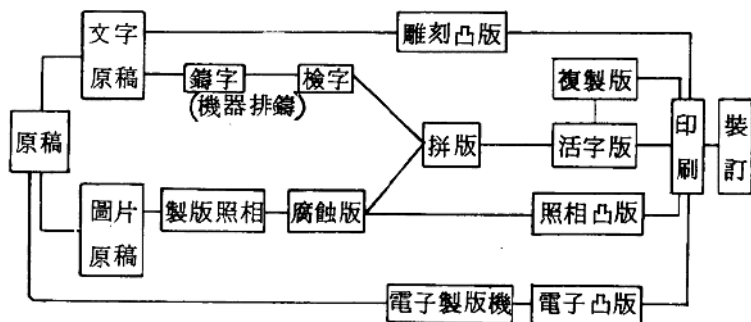 文字
原稿
雕刻凸版
鑄字
檢字
(機器排鑄)
複製版
原稿
拼版
活字版
印刷
裝訂
圖片
原稿
製版照相
腐蝕版
照相凸版
電子製版機
電子凸版